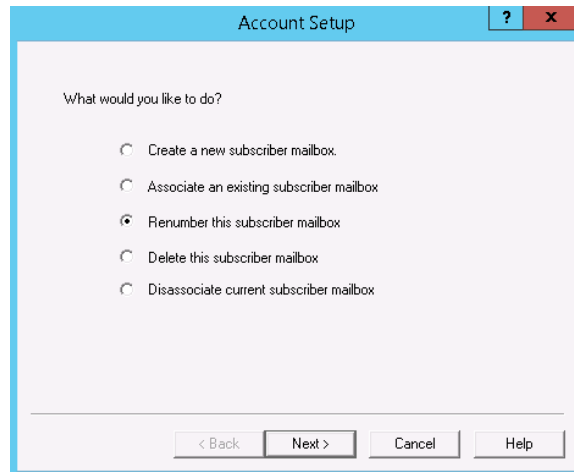 Account Setup
? x
What would you like to do?
Create a new subscriber mailbox.
Associate an existing subscriber mailbox
Renumber this subscriber mailbox
Delete this subscriber mailbox
Disassociate current subscriber mailbox
< Back Next > Cancel Help